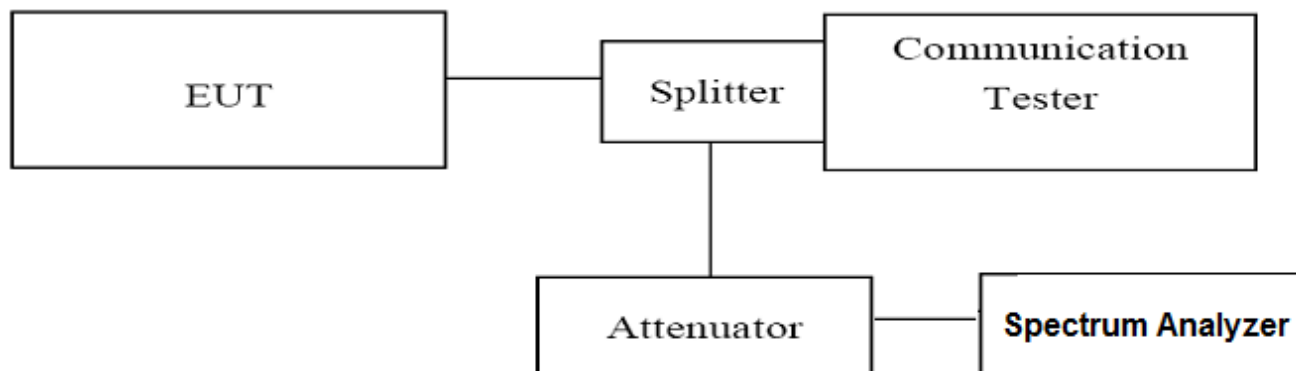 EUT
Splitter
Communication
Tester
Attenuator
Spectrum Analyzer